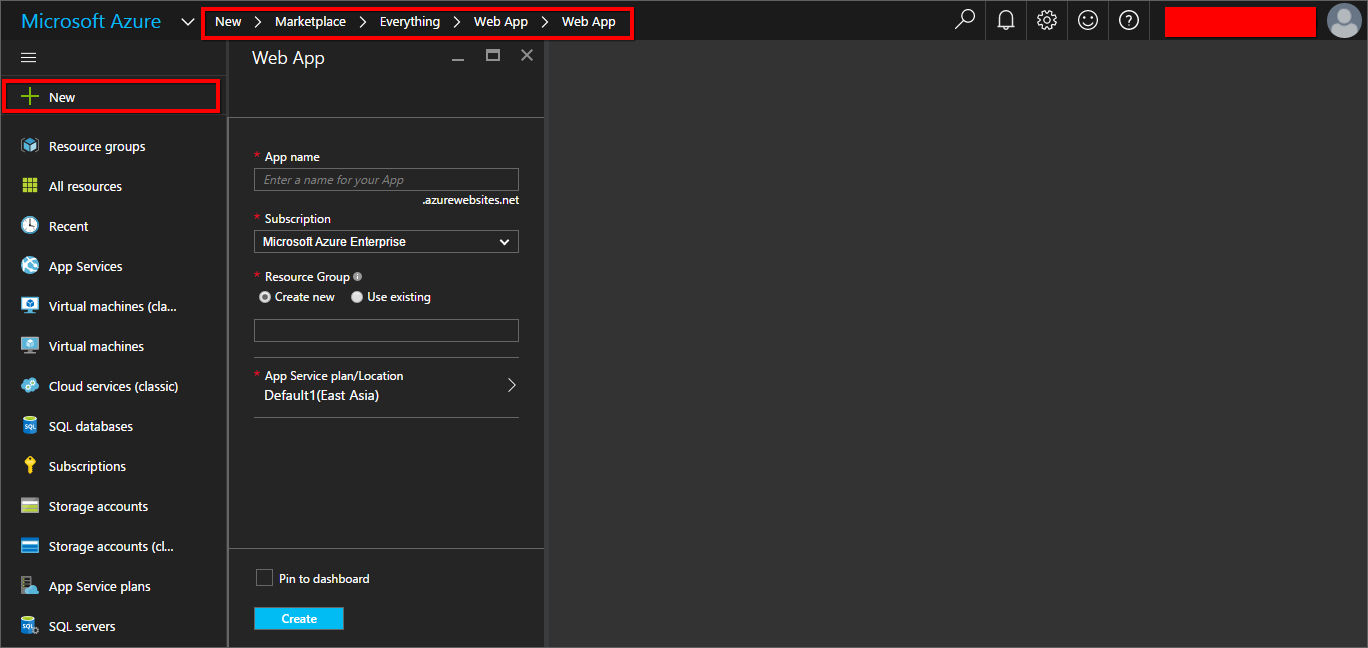 Microsoft Azure
New > Marketplace > Everything > Web App > Web App
New
Resource groups
All resources
Recent
App Services
Virtual machines (cla...
Virtual machines
Cloud services (classic)
SQL databases
Subscriptions
Storage accounts
Storage accounts (cl...
App Service plans
SQL servers
Web App
* App name
Enter a name for your App
.azurewebsites.net
* Subscription
Microsoft Azure Enterprise
* Resource Group
Create new Use existing
* App Service plan/Location
Default1(East Asia)
Pin to dashboard
Create